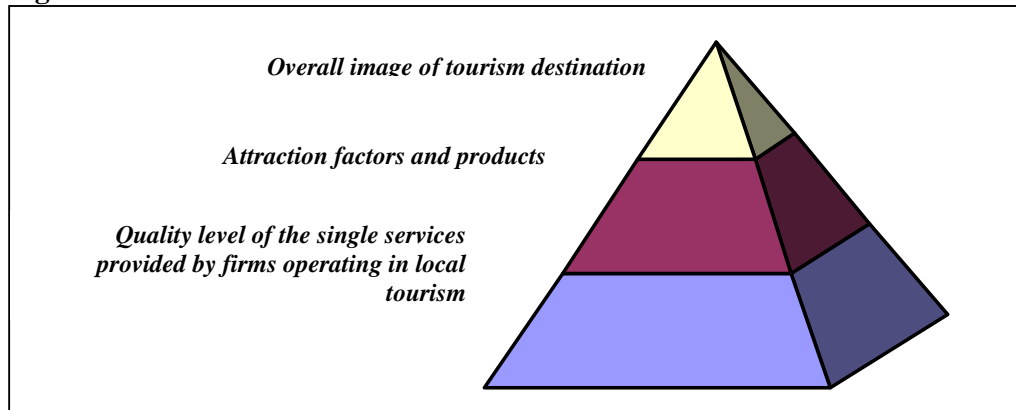 Overall image of tourism destination
Attraction factors and products
Quality level of the single services
provided by firms operating in local
tourism